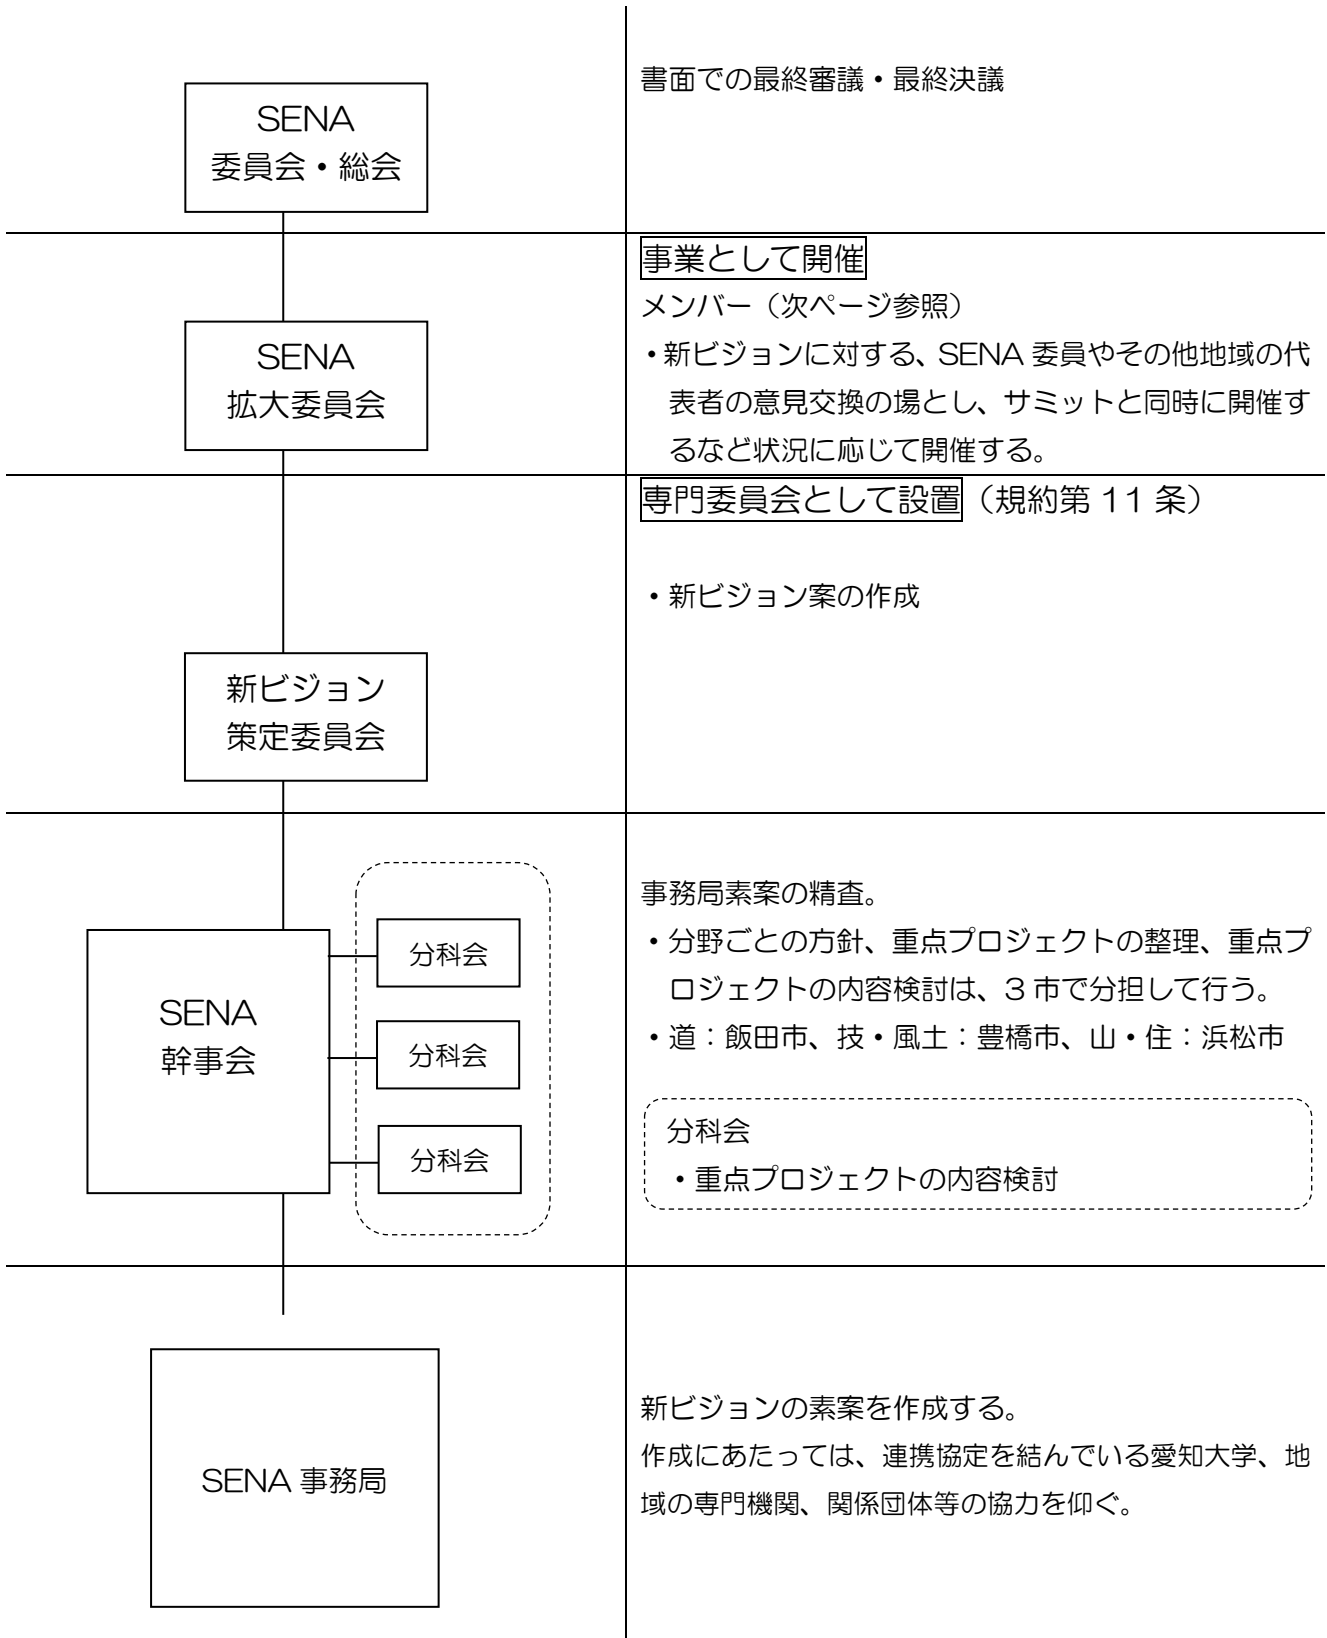 SENA
委員会・総会
書面での最終審議・最終決議
SENA
拡大委員会
事業として開催
メンバー（次ページ参照）
・新ビジョンに対する、SENA 委員やその他地域の代
表者の意見交換の場とし、サミットと同時に開催す
るなど状況に応じて開催する。
新ビジョン
策定委員会
専門委員会として設置（規約第 11 条）
・新ビジョン案の作成
SENA
幹事会
分科会
分科会
分科会
事務局素案の精査。
・分野ごとの方針、重点プロジェクトの整理、重点プ
ロジェクトの内容検討は、3 市で分担して行う。
・道：飯田市、技・風土：豊橋市、山・住：浜松市
分科会
・重点プロジェクトの内容検討
SENA 事務局
新ビジョンの素案を作成する。
作成にあたっては、連携協定を結んでいる愛知大学、地
域の専門機関、関係団体等の協力を仰ぐ。